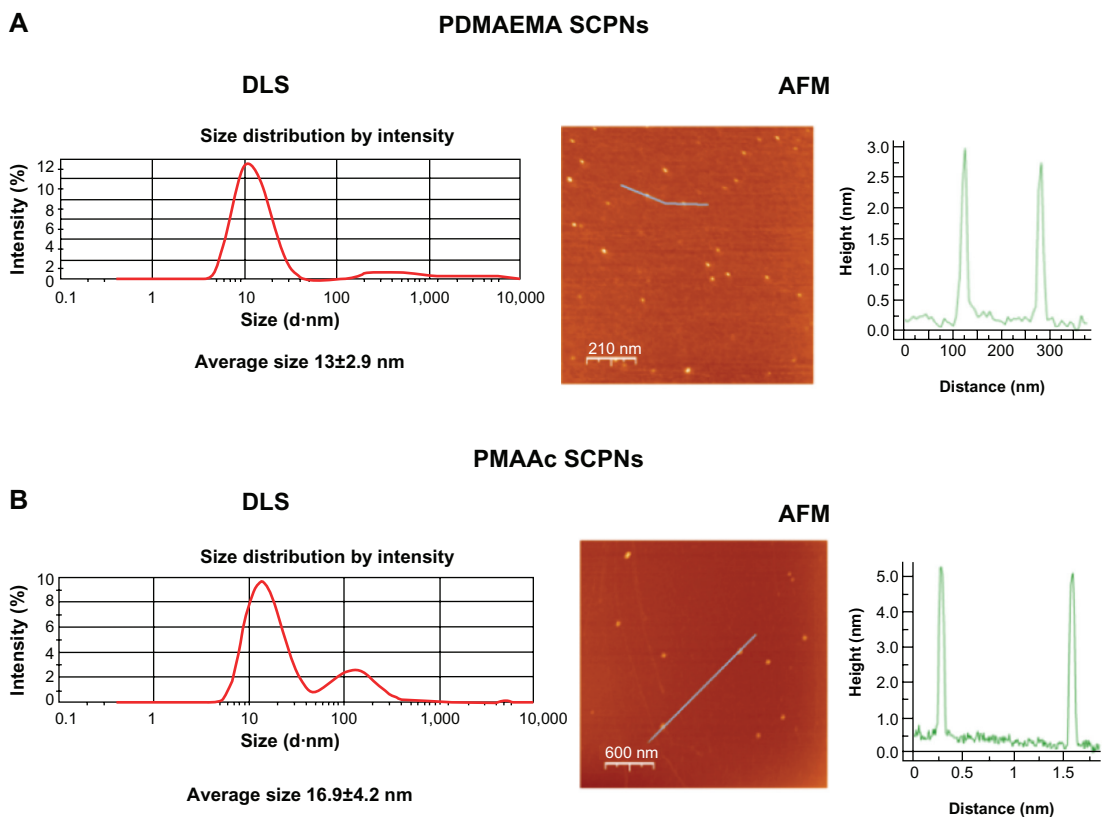 A
PDMAEMA SCPNs
DLS
Size distribution by intensity
Intensity (%)
12
10
8
6
4
2
0
0.1 1 10 100 1,000 10,000
Size (d·nm)
Average size 13±2.9 nm
AFM
210 nm
Height (nm)
3.0
2.5
2.0
1.5
1.0
0.5
0.0
0 100 200 300
Distance (nm)
PMAAc SCPNs
B
DLS
Size distribution by intensity
Intensity (%)
10
8
6
4
2
0
0.1 1 10 100 1,000 10,000
Size (d·nm)
Average size 16.9±4.2 nm
AFM
600 nm
Height (nm)
5.0
4.0
3.0
2.0
1.0
0.0
0 0.5 1 1.5
Distance (nm)